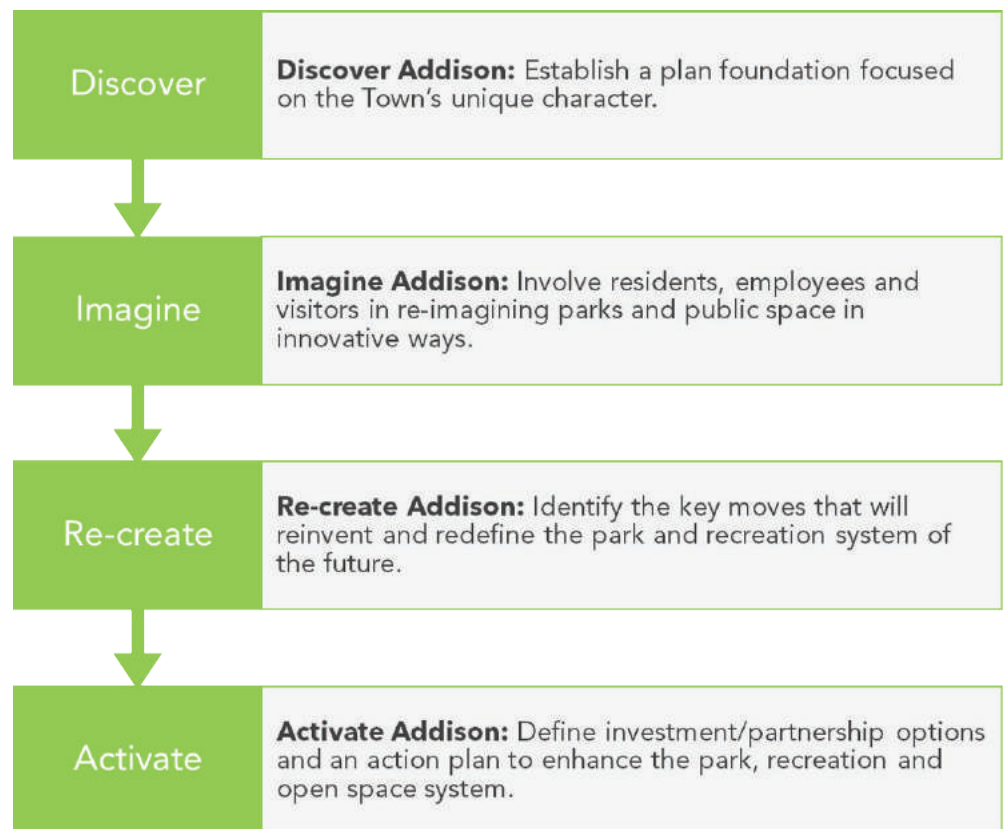 Discover
Discover Addison: Establish a plan foundation focused
on the Town's unique character.
Imagine
Imagine Addison: Involve residents, employees and
visitors in re-imagining parks and public space in
innovative ways.
Re-create
Re-create Addison: Identify the key moves that will
reinvent and redefine the park and recreation system of
the future.
Activate
Activate Addison: Define investment/partnership options
and an action plan to enhance the park, recreation and
open space system.